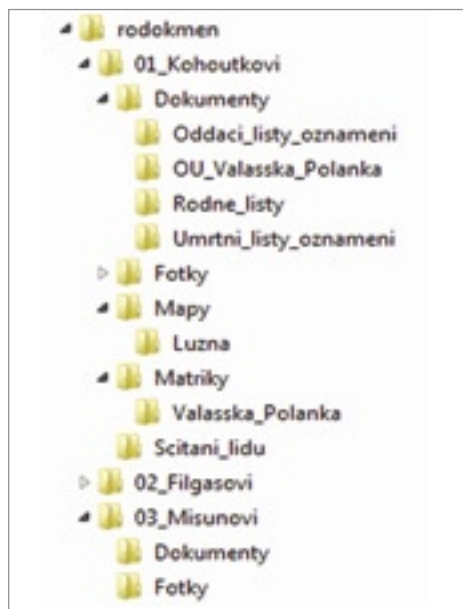 rodokmen
01_Kohoutkovi
Dokumenty
Oddaci_listy_oznameni
OU_Valasska_Polanka
Rodne_listy
Umrtni_listy_oznameni
Fotky
Mapy
Luzna
Matriky
Valasska_Polanka
Scitani_lidu
02_Filgasovi
03_Misunovi
Dokumenty
Fotky